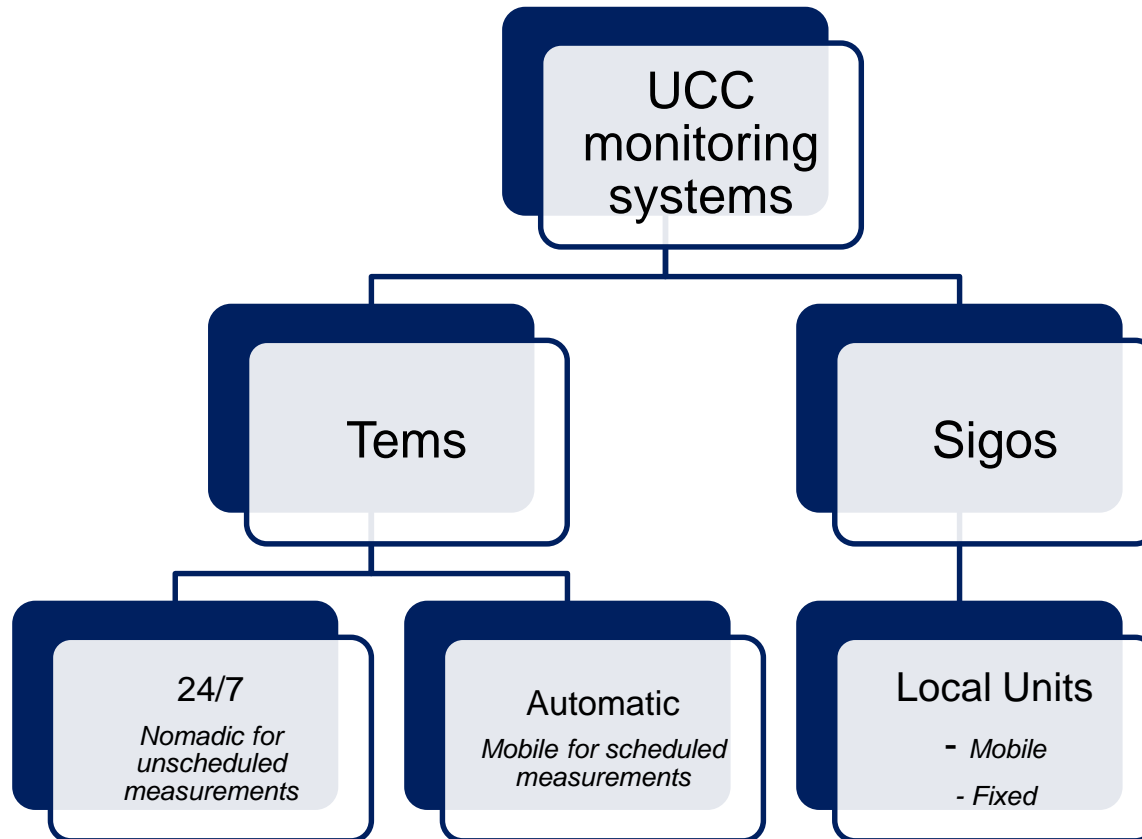 UCC
monitoring
systems
Tems
Sigos
24/7
Nomadic for
unscheduled
measurements
Automatic
Mobile for scheduled
measurements
Local Units
- Mobile
- Fixed